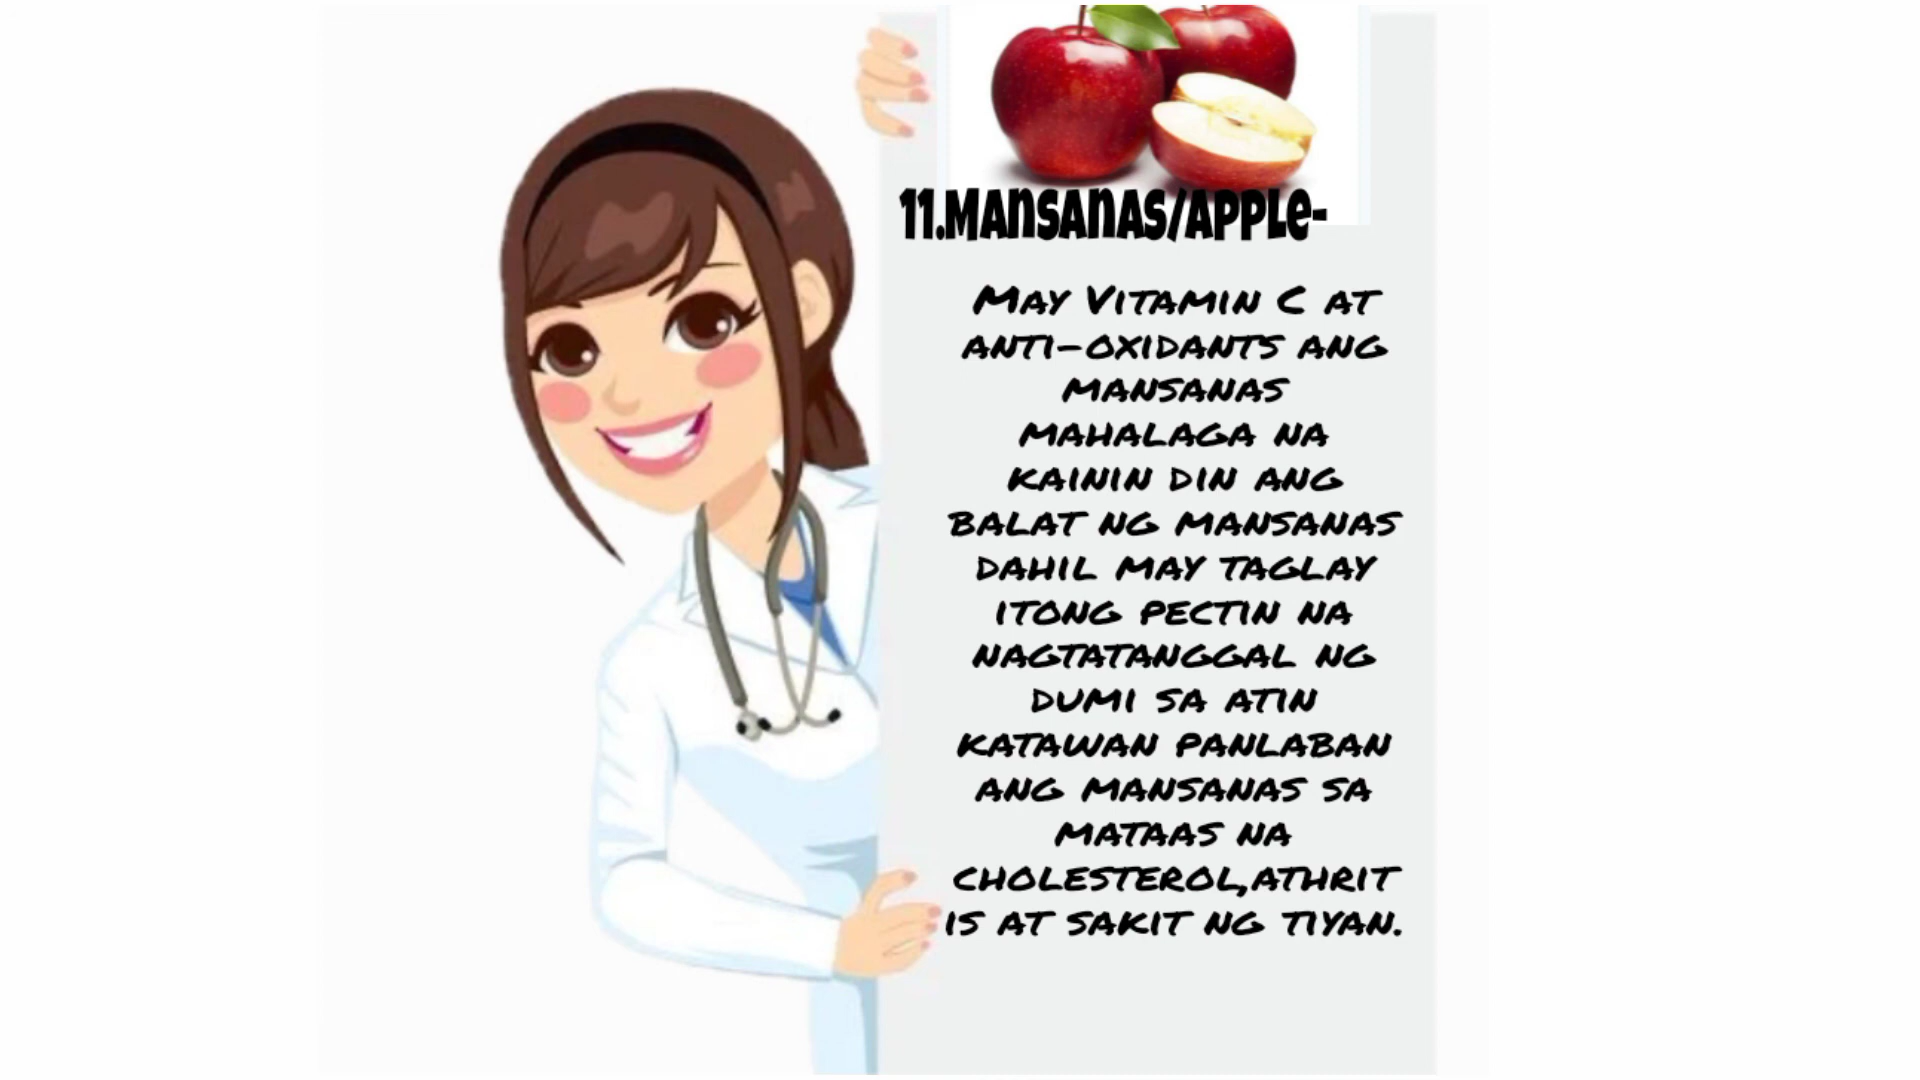 11.Mansanas/Apple-
May Vitamin C at
anti-oxidants ang
mansanas
mahalaga na
kainin din ang
balat ng mansanas
dahil may taglay
itong pectin na
nagtatanggal ng
dumi sa atin
katawan panlaban
ang mansanas sa
mataas na
cholesterol,athrit
is at sakit ng tiyan.